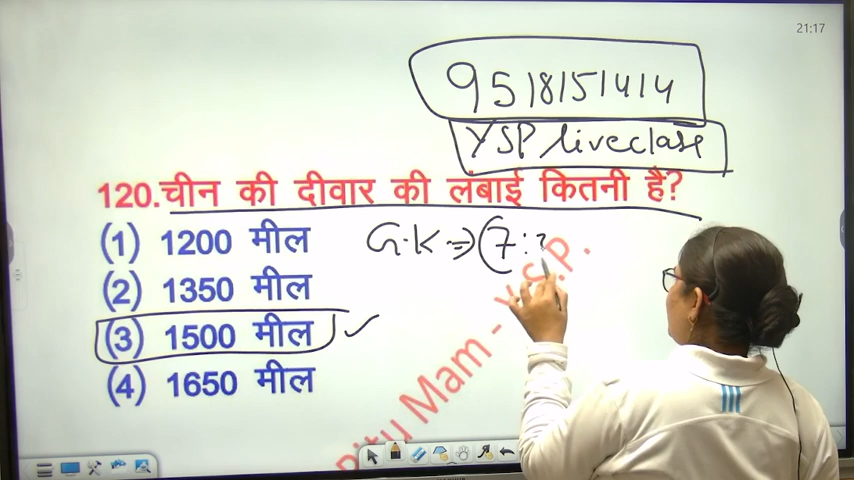 21:17
9518151414
YSP liveclass
120.चीन की दीवार की लंबाई कितनी है?
(1) 1200 मील
G.K ⇒ (7:
(2) 1350 मील
(3) 1500 मील ✓
(4) 1650 मील
Mam - Y.S.P.